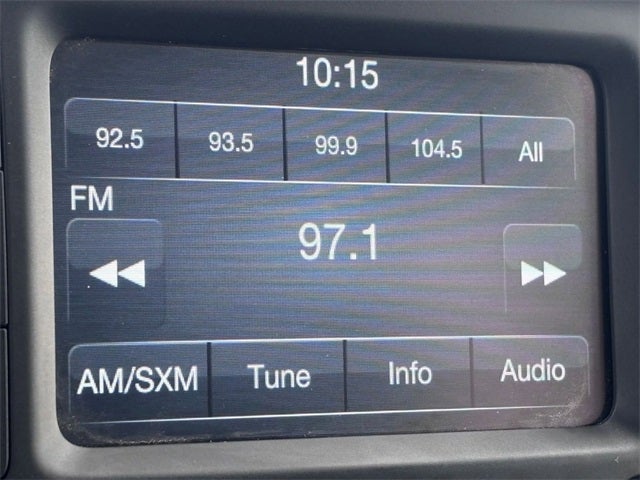 10:15
92.5 93.5 99.9 104.5 All
FM
97.1
AM/SXM Tune Info Audio